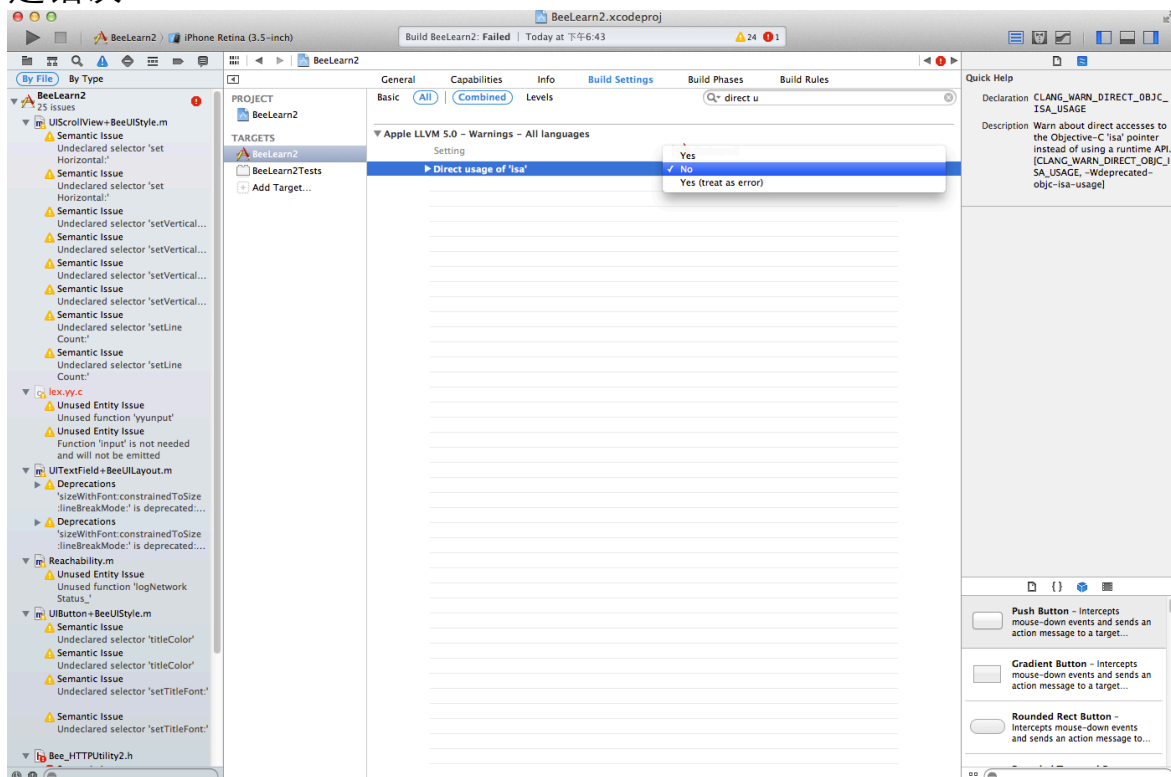 BeeLearn2.xcodeproj
BeeLearn2 〉 iPhone Retina (3.5-inch)
Build BeeLearn2: Failed | Today at 下午6:43
24 1
BeeLearn2
By File By Type
BeeLearn2
25 issues
UIScrollView+BeeUIStyle.m
Semantic Issue
Undeclared selector 'set
Horizontal:'
Semantic Issue
Undeclared selector 'set
Horizontal:'
Semantic Issue
Undeclared selector 'setVertical...
Semantic Issue
Undeclared selector 'setVertical...
Semantic Issue
Undeclared selector 'setVertical...
Semantic Issue
Undeclared selector 'setVertical...
Semantic Issue
Undeclared selector 'setLine
Count:'
Semantic Issue
Undeclared selector 'setLine
Count:'
lex.yy.c
Unused Entity Issue
Unused function 'yyunput'
Unused Entity Issue
Function 'input' is not needed
and will not be emitted
UITextField+BeeUILayout.m
Deprecations
'sizeWithFont:constrainedToSize
:lineBreakMode:' is deprecated:...
Deprecations
'sizeWithFont:constrainedToSize
:lineBreakMode:' is deprecated:...
Reachability.m
Unused Entity Issue
Unused function 'logNetwork
Status_'
UIButton+BeeUIStyle.m
Semantic Issue
Undeclared selector 'titleColor'
Semantic Issue
Undeclared selector 'titleColor'
Semantic Issue
Undeclared selector 'setTitleFont:'
Semantic Issue
Undeclared selector 'setTitleFont:'
Bee_HTTPUtility2.h
PROJECT
BeeLearn2
TARGETS
BeeLearn2
BeeLearn2Tests
Add Target...
General Capabilities Info Build Settings Build Phases Build Rules
Basic All Combined Levels
direct u
Apple LLVM 5.0 - Warnings - All languages
Setting
Direct usage of 'isa'
Yes
✓ No
Yes (treat as error)
Quick Help
Declaration CLANG_WARN_DIRECT_OBJC_
ISA_USAGE
Description Warn about direct accesses to
the Objective-C 'isa' pointer
instead of using a runtime API.
[CLANG_WARN_DIRECT_OBJC_I
SA_USAGE, -Wdeprecated-
objc-isa-usage]
Push Button - Intercepts
mouse-down events and sends an
action message to a target...
Gradient Button - Intercepts
mouse-down events and sends an
action message to a target...
Rounded Rect Button -
Intercepts mouse-down events
and sends an action message to...